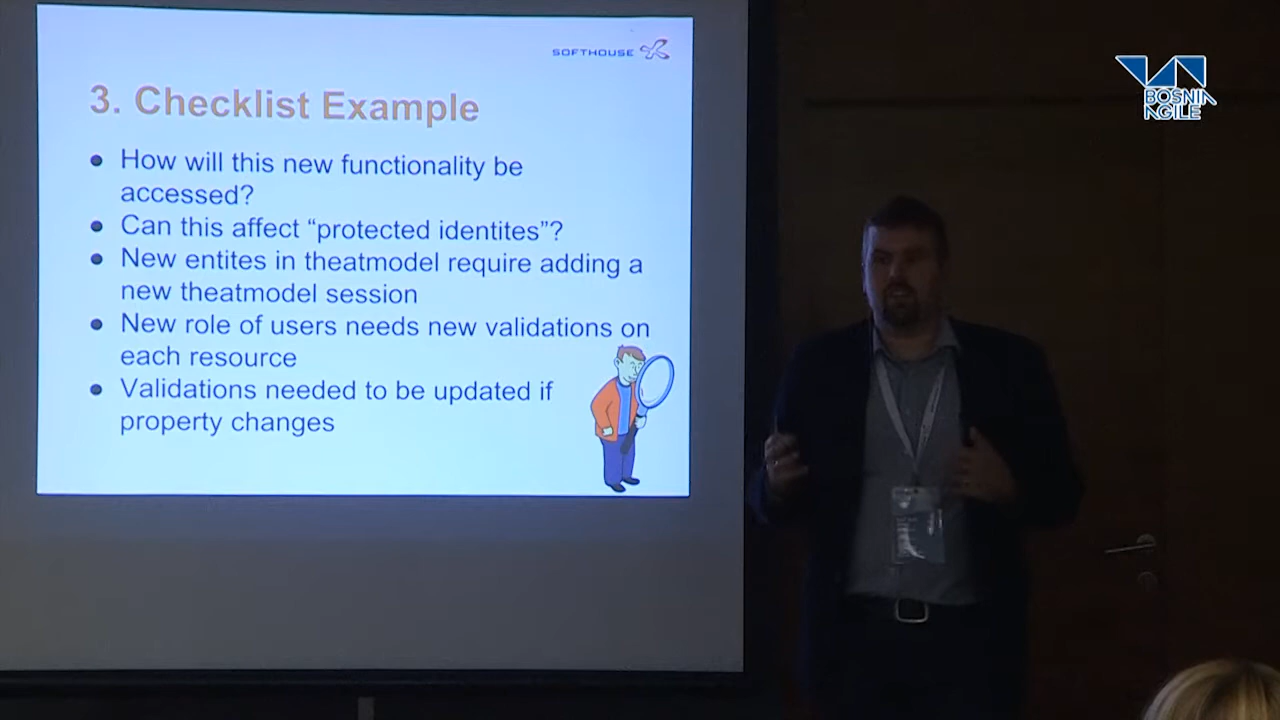 SOFTHOUSE
BOSNIA
AGILE
3. Checklist Example
• How will this new functionality be
accessed?
• Can this affect “protected identites”?
• New entites in theatmodel require adding a
new theatmodel session
• New role of users needs new validations on
each resource
• Validations needed to be updated if
property changes